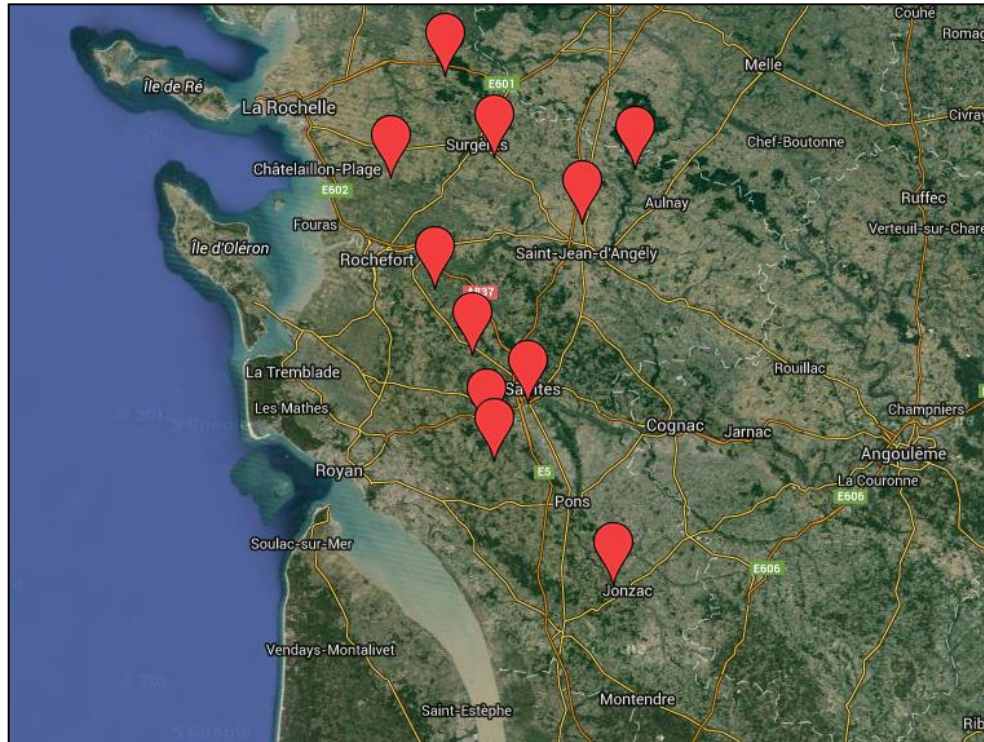 Couhé
Romag
Melle
Île de Ré
E601
La Rochelle
Civray
Surgères
Chef-Boutonne
Châtelaillon-Plage
E602
Aulnay
Ruffec
Fouras
Verteuil-sur-Chare
Île d'Oléron
Rochefort
Saint-Jean-d'Angély
A837
La Tremblade
Rouillac
Saintes
Les Mathes
Champniers
Cognac
Jarnac
Angoulême
Royan
E5
La Couronne
E606
Pons
Soulac-sur-Mer
E606
Jonzac
Vendays-Montalivet
Montendre
Saint-Estèphe
Rib